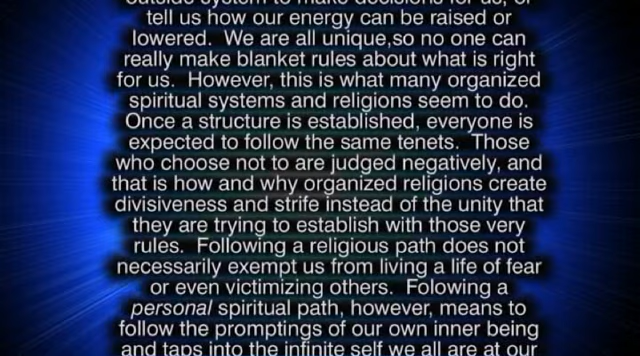 outside system to make decisions for us, or
tell us how our energy can be raised or
lowered.  We are all unique,so no one can
really make blanket rules about what is right
for us.  However, this is what many organized
spiritual systems and religions seem to do.
Once a structure is established, everyone is
expected to follow the same tenets.  Those
who choose not to are judged negatively, and
that is how and why organized religions create
divisiveness and strife instead of the unity that
they are trying to establish with those very
rules.  Following a religious path does not
necessarily exempt us from living a life of fear
or even victimizing others.  Folowing a
personal spiritual path, however, means to
follow the promptings of our own inner being
and taps into the infinite self we all are at our